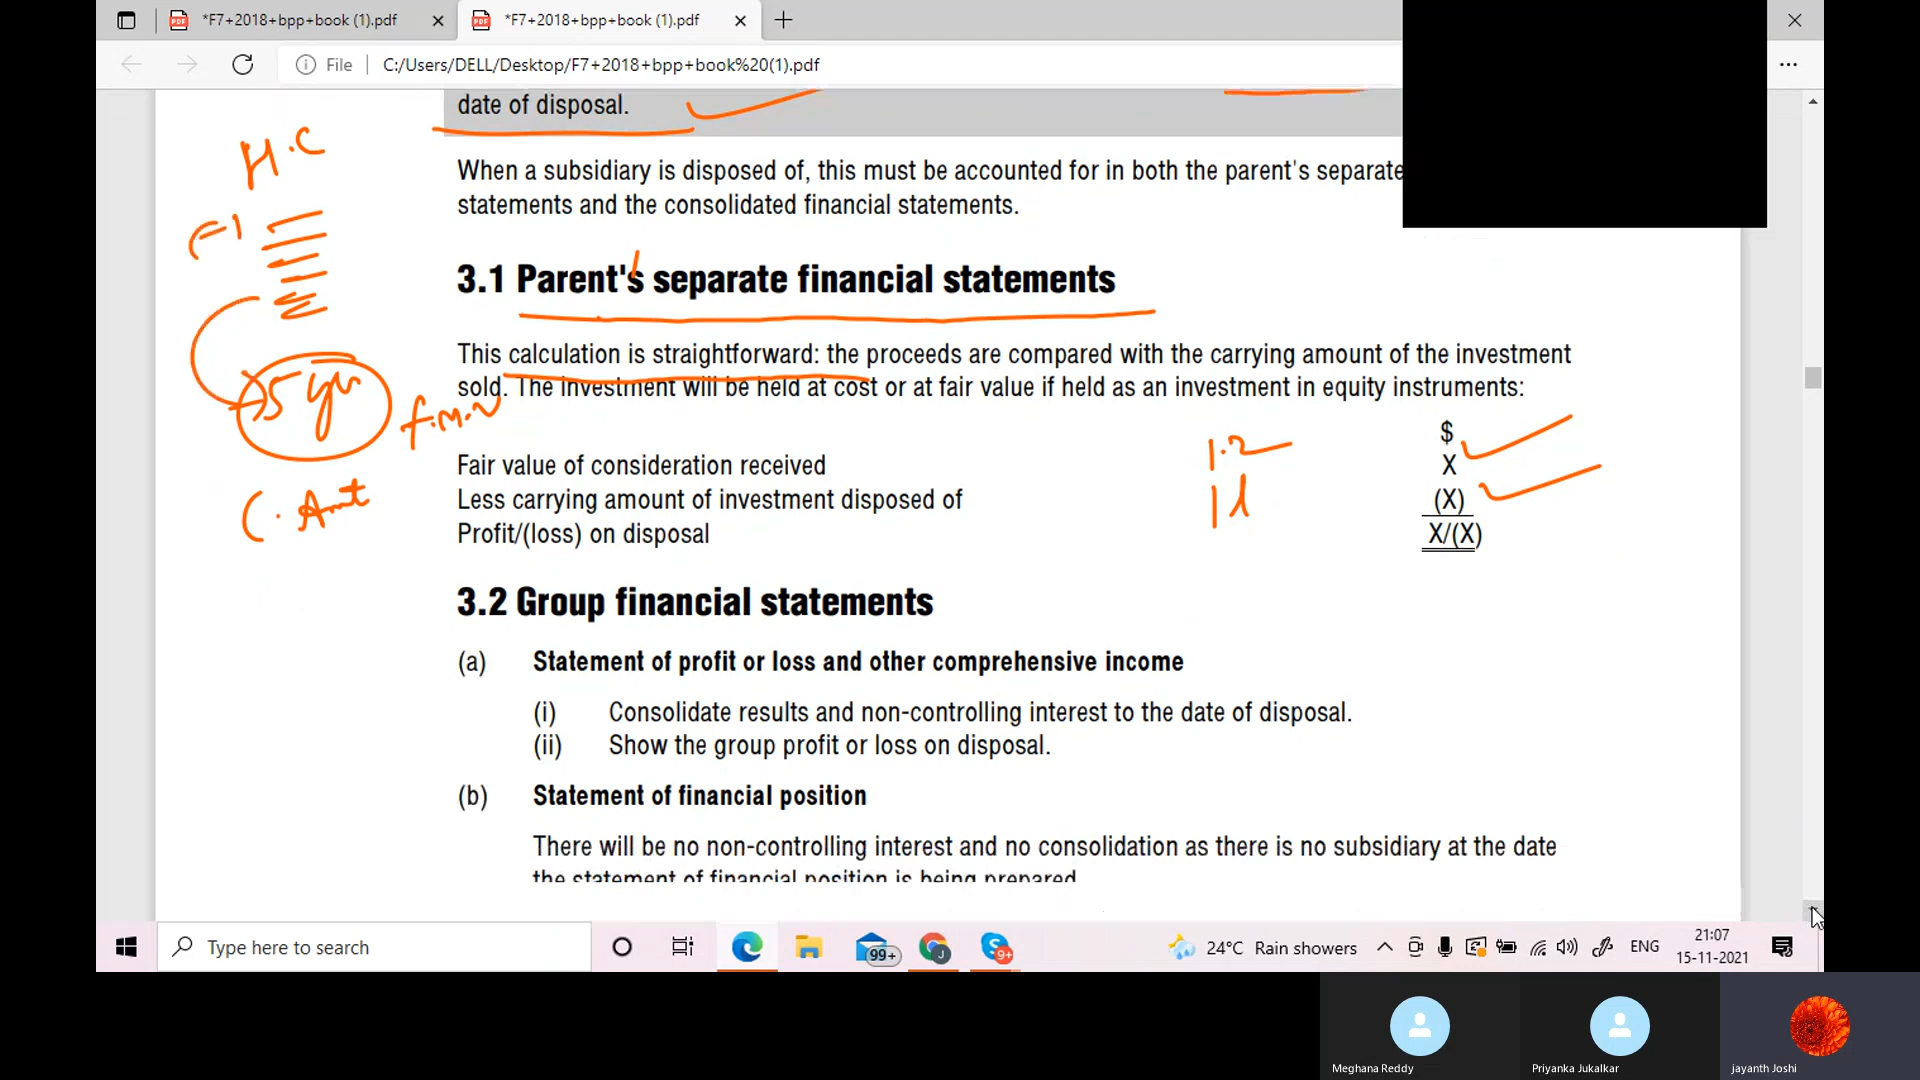 *F7+2018+bpp+book (1).pdf
*F7+2018+bpp+book (1).pdf
File
C:/Users/DELL/Desktop/F7+2018+bpp+book%20(1).pdf
date of disposal.
H.C
When a subsidiary is disposed of, this must be accounted for in both the parent's separate
statements and the consolidated financial statements.
(-)
3.1 Parent's separate financial statements
This calculation is straightforward: the proceeds are compared with the carrying amount of the investment
sold. The investment will be held at cost or at fair value if held as an investment in equity instruments:
F.M.V
$
1.2
Fair value of consideration received X
Less carrying amount of investment disposed of (X)
C. Amt
Profit/(loss) on disposal X/(X)
3.2 Group financial statements
(a) Statement of profit or loss and other comprehensive income
(i) Consolidate results and non-controlling interest to the date of disposal.
(ii) Show the group profit or loss on disposal.
(b) Statement of financial position
There will be no non-controlling interest and no consolidation as there is no subsidiary at the date
the statement of financial position is being prepared
Type here to search
99+
J
9+
24°C Rain showers
ENG
21:07
15-11-2021
Meghana Reddy
Priyanka Jukalkar
jayanth Joshi